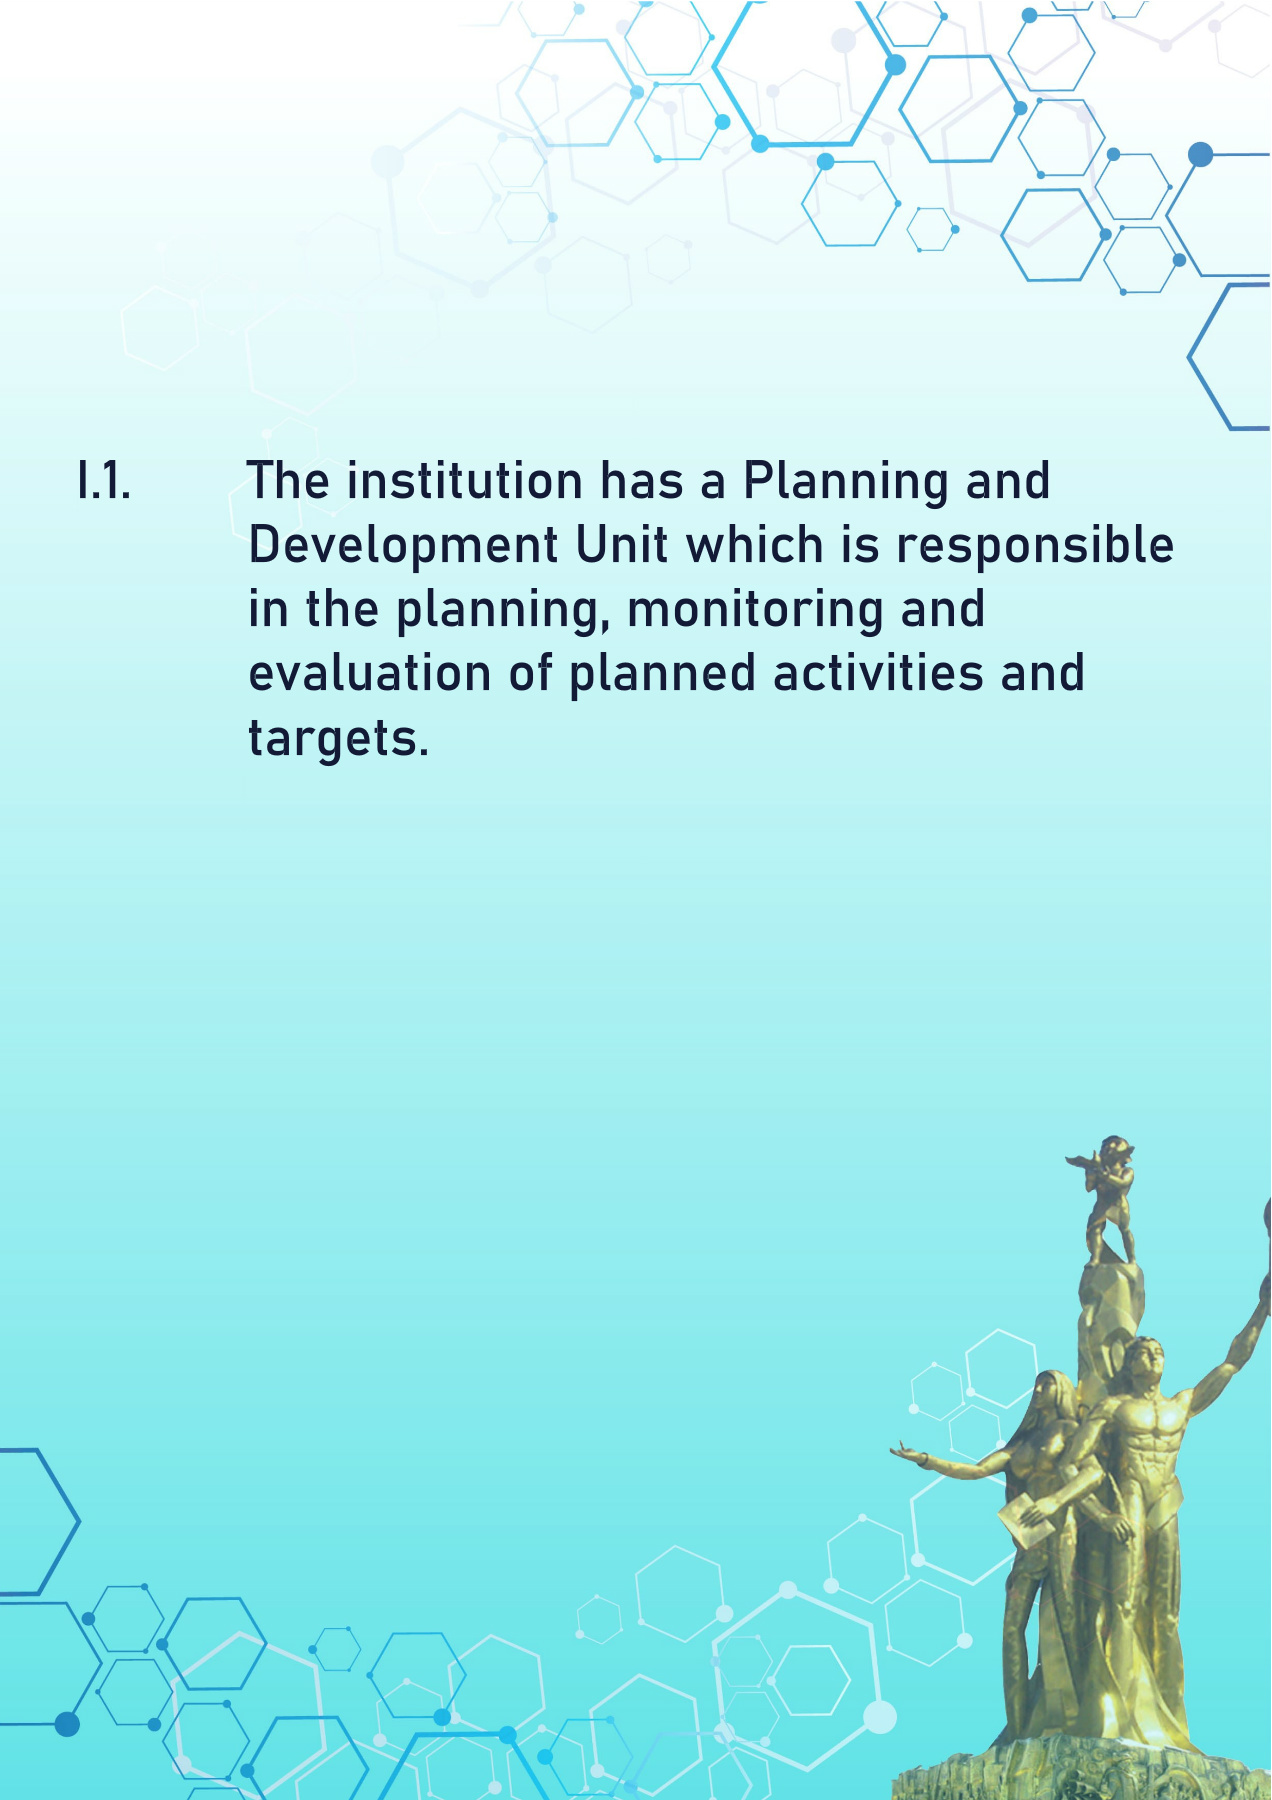 I.1. The institution has a Planning and
Development Unit which is responsible
in the planning, monitoring and
evaluation of planned activities and
targets.